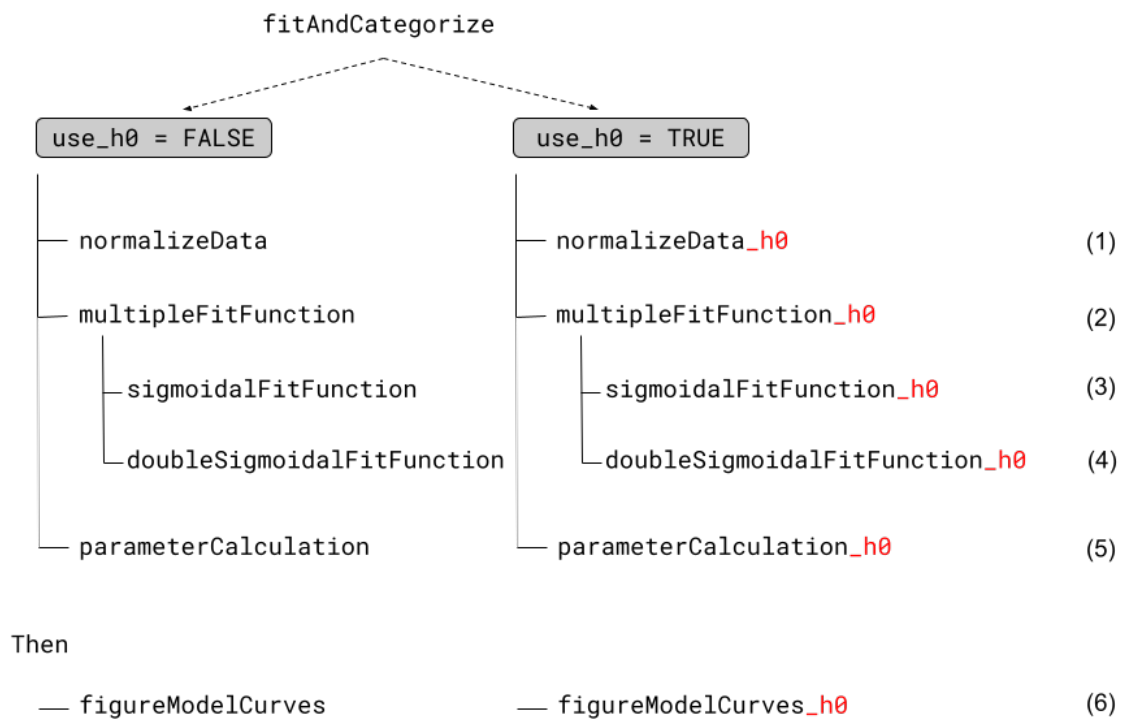 fitAndCategorize
use_h0 = FALSE use_h0 = TRUE
normalizeData normalizeData_h0 (1)
multipleFitFunction multipleFitFunction_h0 (2)
sigmoidalFitFunction sigmoidalFitFunction_h0 (3)
doubleSigmoidalFitFunction doubleSigmoidalFitFunction_h0 (4)
parameterCalculation parameterCalculation_h0 (5)
Then
figureModelCurves figureModelCurves_h0 (6)